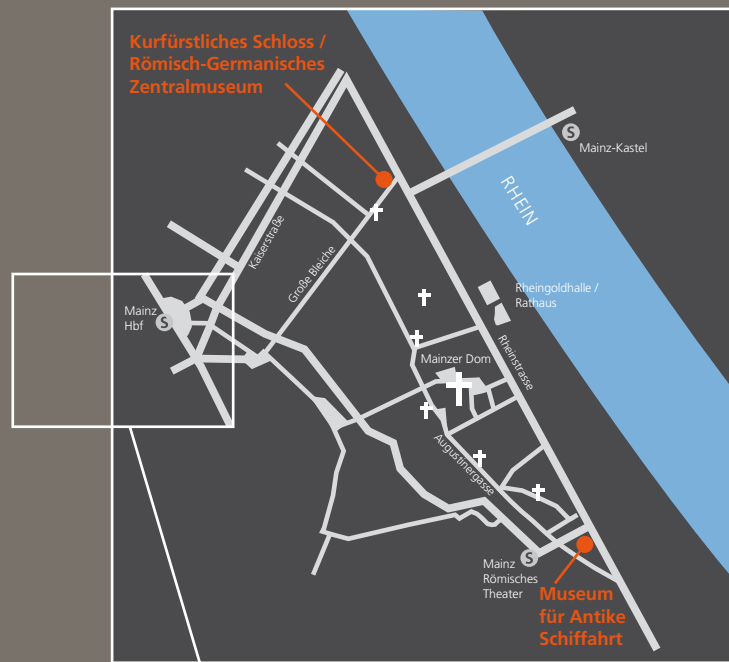 Kurfürstliches Schloss /
Römisch-Germanisches
Zentralmuseum
S
Mainz-Kastel
RHEIN
Kaiserstraße
Große Bleiche
Rheingoldhalle /
Rathaus
Mainz
Hbf
S
Rheinstrasse
Mainzer Dom
Augustinergasse
Mainz
Römisches
Theater
S
Museum
für Antike
Schiffahrt